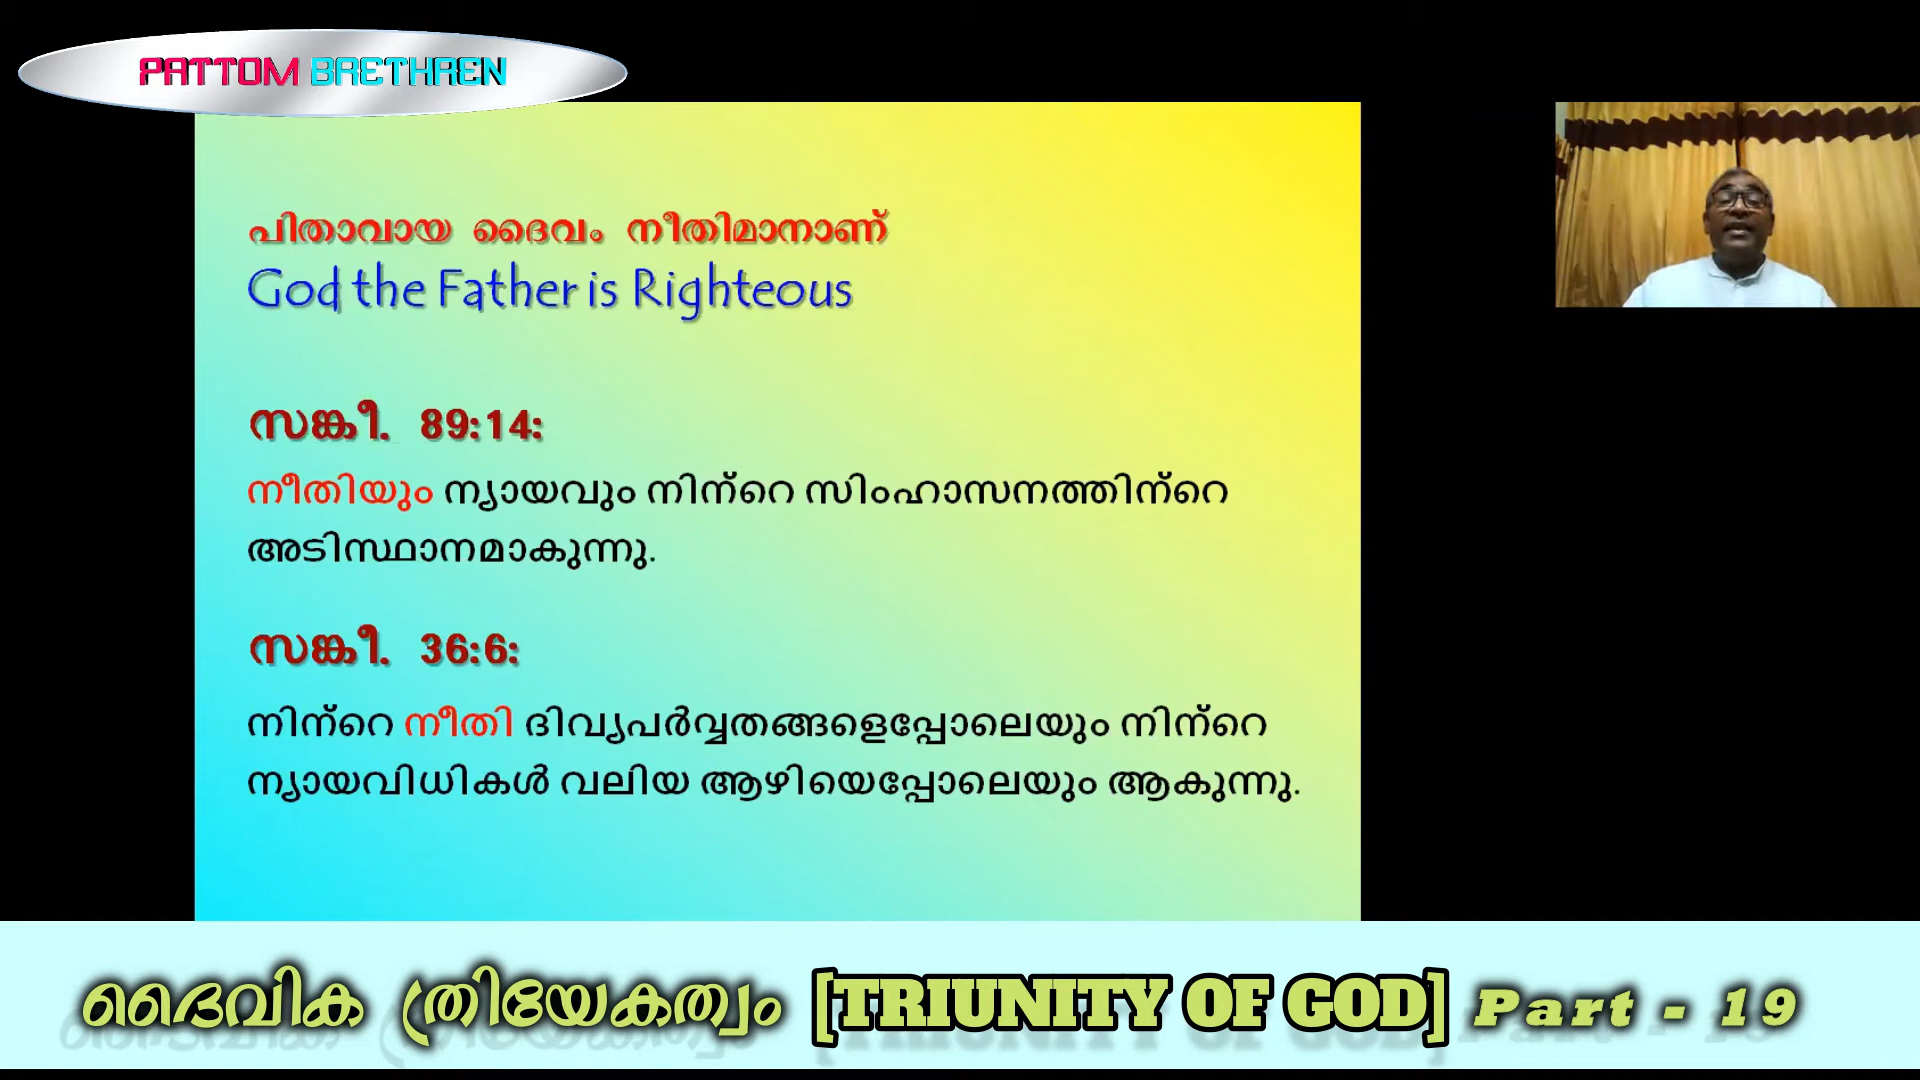 PATTOM BRETHREN
പിതാവായ ദൈവം നീതിമാനാണ്
God the Father is Righteous
സങ്കീ. 89:14:
നീതിയും ന്യായവും നിന്റെ സിംഹാസനത്തിന്റെ
അടിസ്ഥാനമാകുന്നു.
സങ്കീ. 36:6:
നിന്റെ നീതി ദിവ്യപർവ്വതങ്ങളെപ്പോലെയും നിന്റെ
ന്യായവിധികൾ വലിയ ആഴിയെപ്പോലെയും ആകുന്നു.
ദൈവിക ത്രിയേകത്വം [TRIUNITY OF GOD] Part - 19